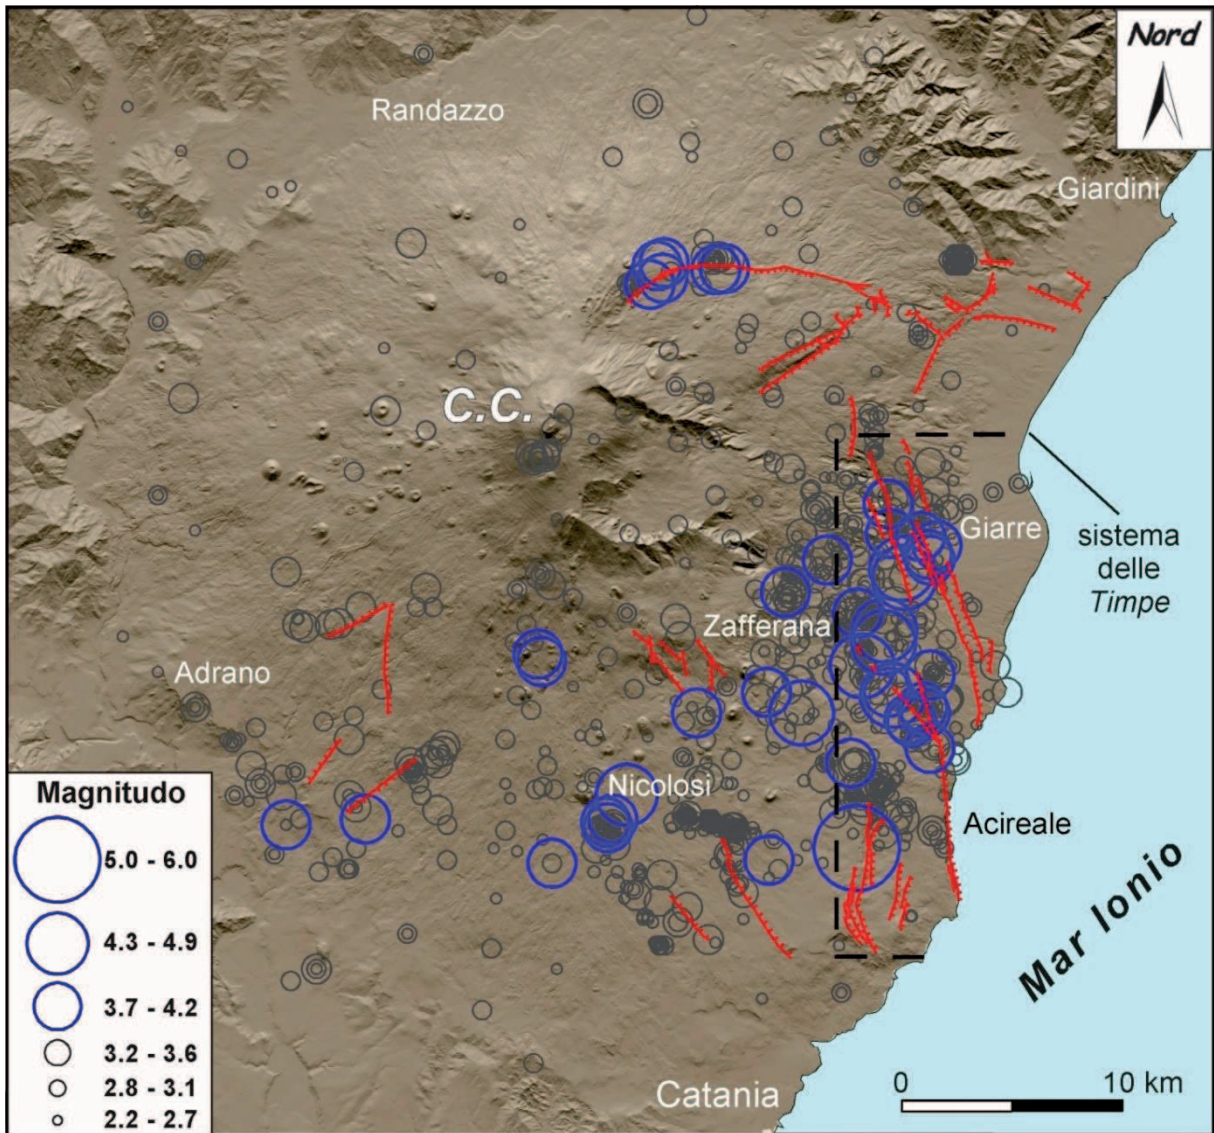 Nord
Randazzo
Giardini
C.C.
Giarre
sistema
delle
Timpe
Zafferana
Adrano
Nicolosi
Acireale
Mar Ionio
Catania
Magnitudo
5.0 - 6.0
4.3 - 4.9
3.7 - 4.2
3.2 - 3.6
2.8 - 3.1
2.2 - 2.7
0 10 km